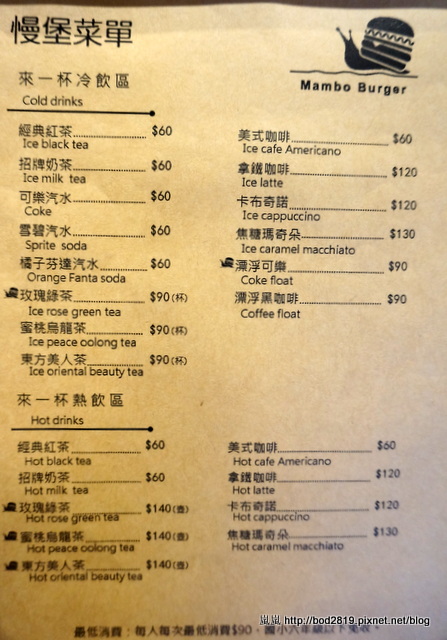 慢堡菜單
Mambo Burger
來一杯冷飲區
Cold drinks
經典紅茶 $60
Ice black tea
招牌奶茶 $60
Ice milk tea
可樂汽水 $60
Coke
雪碧汽水 $60
Sprite soda
橘子芬達汽水 $60
Orange Fanta soda
玫瑰綠茶 $90(杯)
Ice rose green tea
蜜桃烏龍茶 $90(杯)
Ice peace oolong tea
東方美人茶 $90(杯)
Ice oriental beauty tea
美式咖啡 $60
Ice cafe Americano
拿鐵咖啡 $120
Ice latte
卡布奇諾 $120
Ice cappuccino
焦糖瑪奇朵 $130
Ice caramel macchiato
漂浮可樂 $90
Coke float
漂浮黑咖啡 $90
Coffee float
來一杯熱飲區
Hot drinks
經典紅茶 $60
Hot black tea
招牌奶茶 $60
Hot milk tea
玫瑰綠茶 $140(壺)
Hot rose green tea
蜜桃烏龍茶 $140(壺)
Hot peace oolong tea
東方美人茶 $140(壺)
Hot oriental beauty tea
美式咖啡 $60
Hot cafe Americano
拿鐵咖啡 $120
Hot latte
卡布奇諾 $120
Hot cappuccino
焦糖瑪奇朵 $130
Hot caramel macchiato
最低消費：每人每次最低消費$90，國小六年級以下免收。
嵐嵐 http://bod2819.pixnet.net/blog